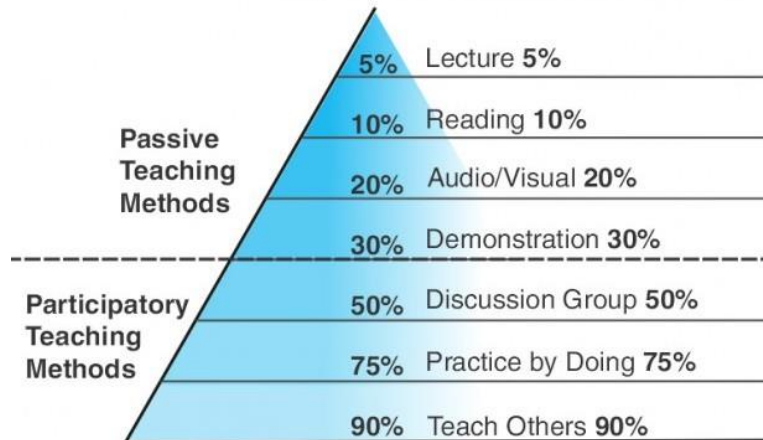 5% Lecture 5%
10% Reading 10%
Passive
Teaching
Methods
20% Audio/Visual 20%
30% Demonstration 30%
Participatory
Teaching
Methods
50% Discussion Group 50%
75% Practice by Doing 75%
90% Teach Others 90%